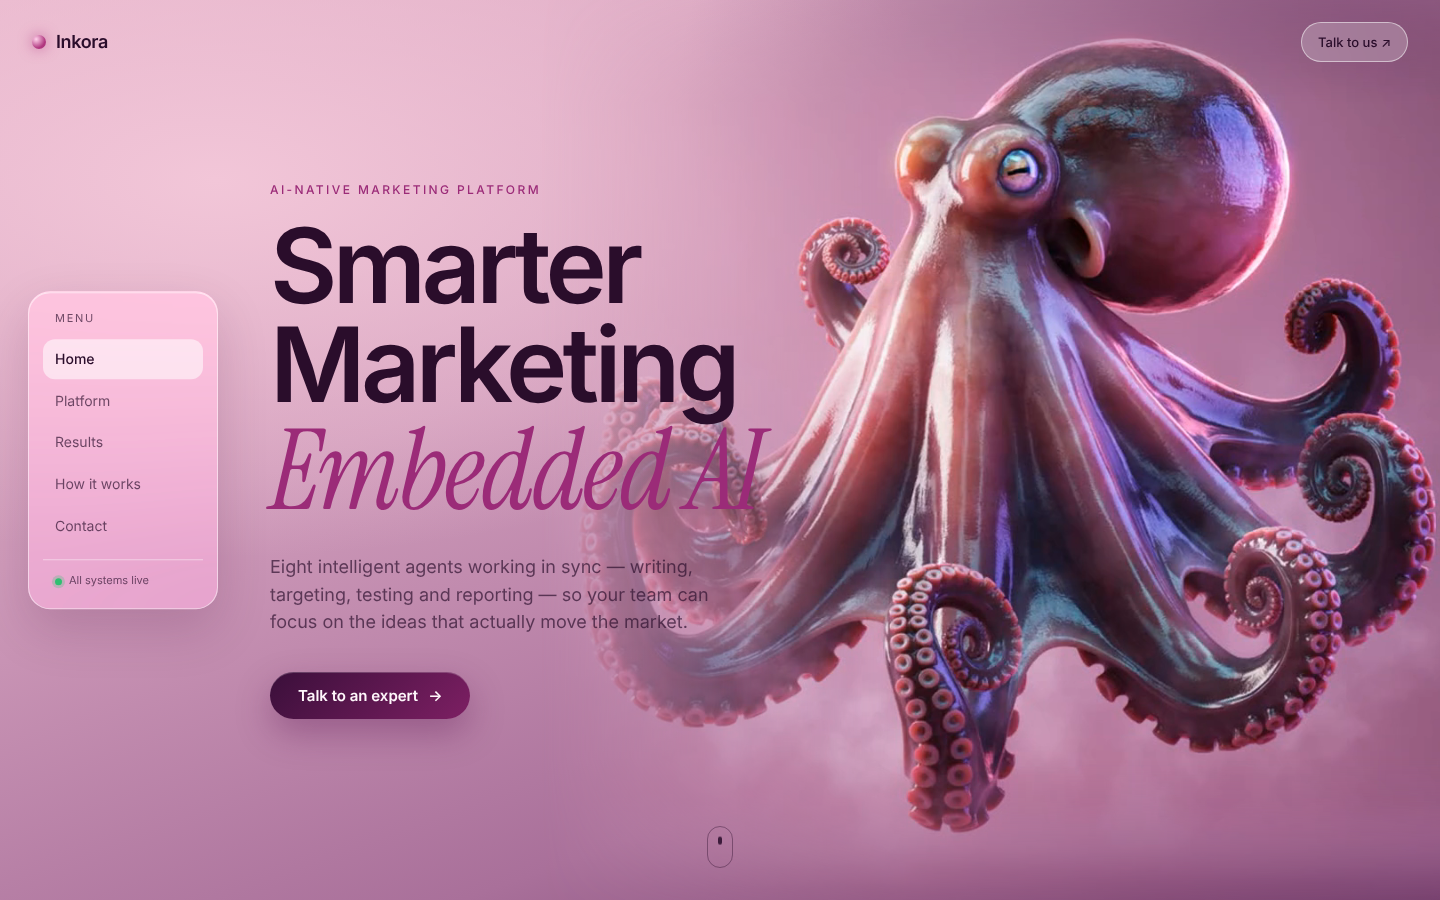 Inkora
Talk to us ↗
AI-NATIVE MARKETING PLATFORM
Smarter
Marketing
Embedded AI
MENU
Home
Platform
Results
How it works
Contact
All systems live
Eight intelligent agents working in sync — writing,
targeting, testing and reporting — so your team can
focus on the ideas that actually move the market.
Talk to an expert →